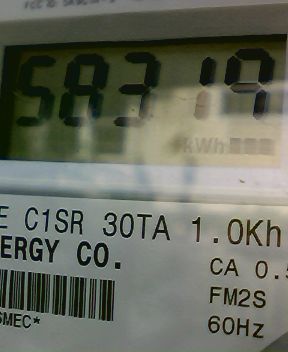 58319
kWh
E C1SR 30TA 1.0Kh
ERGY CO.
CA 0.5
FM2S
60Hz
SMEC*